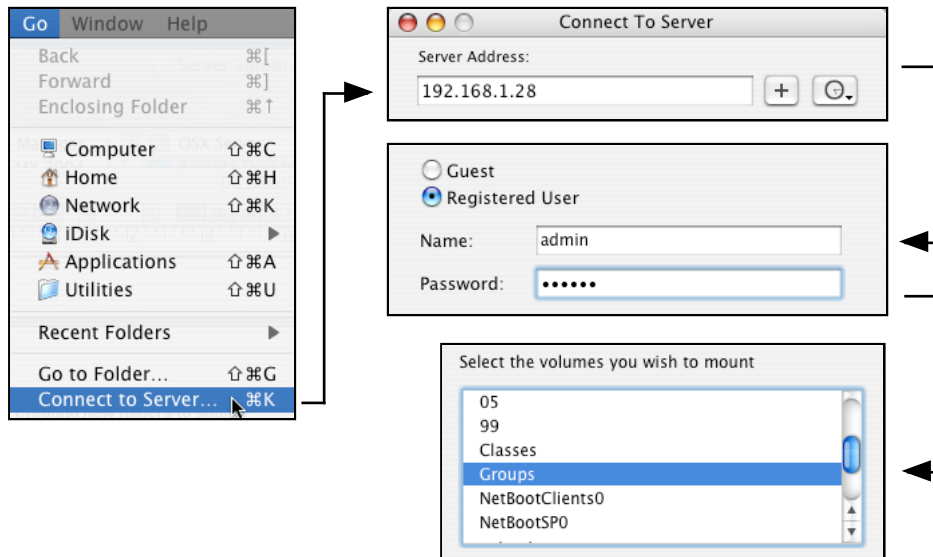 Go Window Help
Back ⌘[
Forward ⌘]
Enclosing Folder ⌘↑
Computer ⇧⌘C
Home ⇧⌘H
Network ⇧⌘K
iDisk ▶
Applications ⇧⌘A
Utilities ⇧⌘U
Recent Folders ▶
Go to Folder... ⇧⌘G
Connect to Server... ⌘K
Connect To Server
Server Address:
192.168.1.28
+
Guest
Registered User
Name: admin
Password: ••••••
Select the volumes you wish to mount
05
99
Classes
Groups
NetBootClients0
NetBootSP0